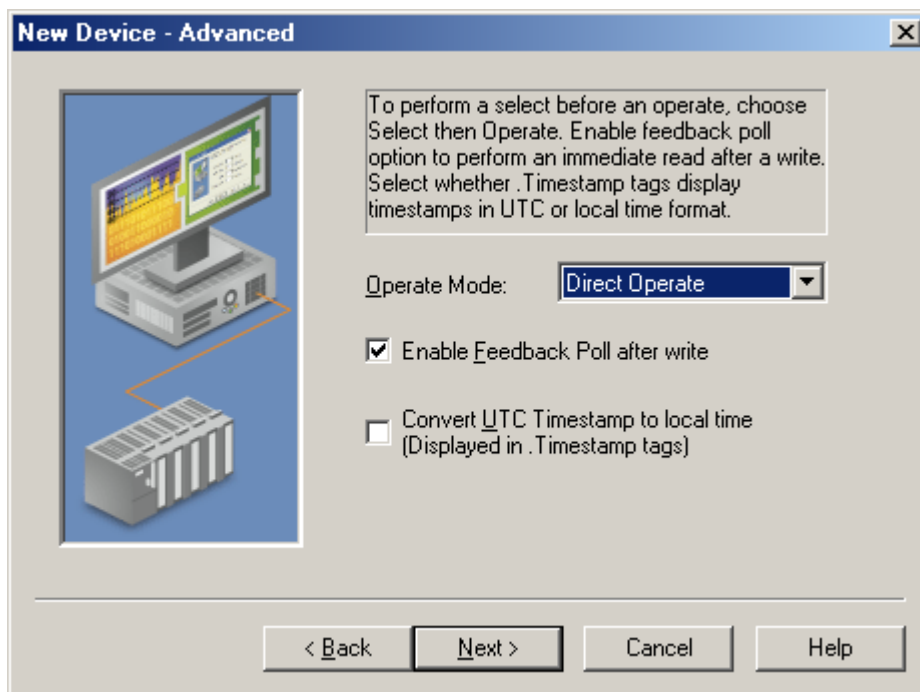 New Device - Advanced
To perform a select before an operate, choose
Select then Operate. Enable feedback poll
option to perform an immediate read after a write.
Select whether .Timestamp tags display
timestamps in UTC or local time format.
Operate Mode: Direct Operate
Enable Feedback Poll after write
Convert UTC Timestamp to local time
(Displayed in .Timestamp tags)
< Back Next > Cancel Help